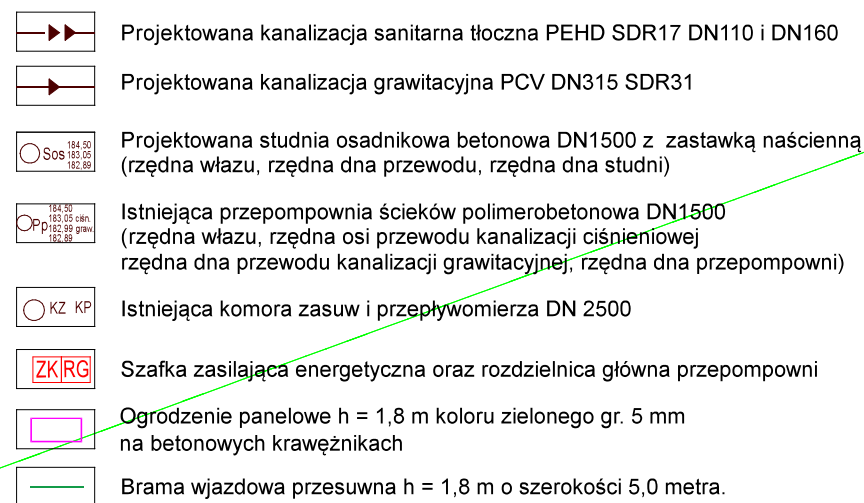 Projektowana kanalizacja sanitarna tłoczna PEHD SDR17 DN110 i DN160
Projektowana kanalizacja grawitacyjna PCV DN315 SDR31
Sos 184,50 183,05 182,89
Projektowana studnia osadnikowa betonowa DN1500 z zastawką naścienną
(rzędna włazu, rzędna dna przewodu, rzędna dna studni)
Pp 184,50 183,05 ciśn. 182,99 graw. 182,89
Istniejąca przepompownia ścieków polimerobetonowa DN1500
(rzędna włazu, rzędna osi przewodu kanalizacji ciśnieniowej
rzędna dna przewodu kanalizacji grawitacyjnej, rzędna dna przepompowni)
KZ KP
Istniejąca komora zasuw i przepływomierza DN 2500
ZK RG
Szafka zasilająca energetyczna oraz rozdzielnica główna przepompowni
Ogrodzenie panelowe h = 1,8 m koloru zielonego gr. 5 mm
na betonowych krawężnikach
Brama wjazdowa przesuwna h = 1,8 m o szerokości 5,0 metra.